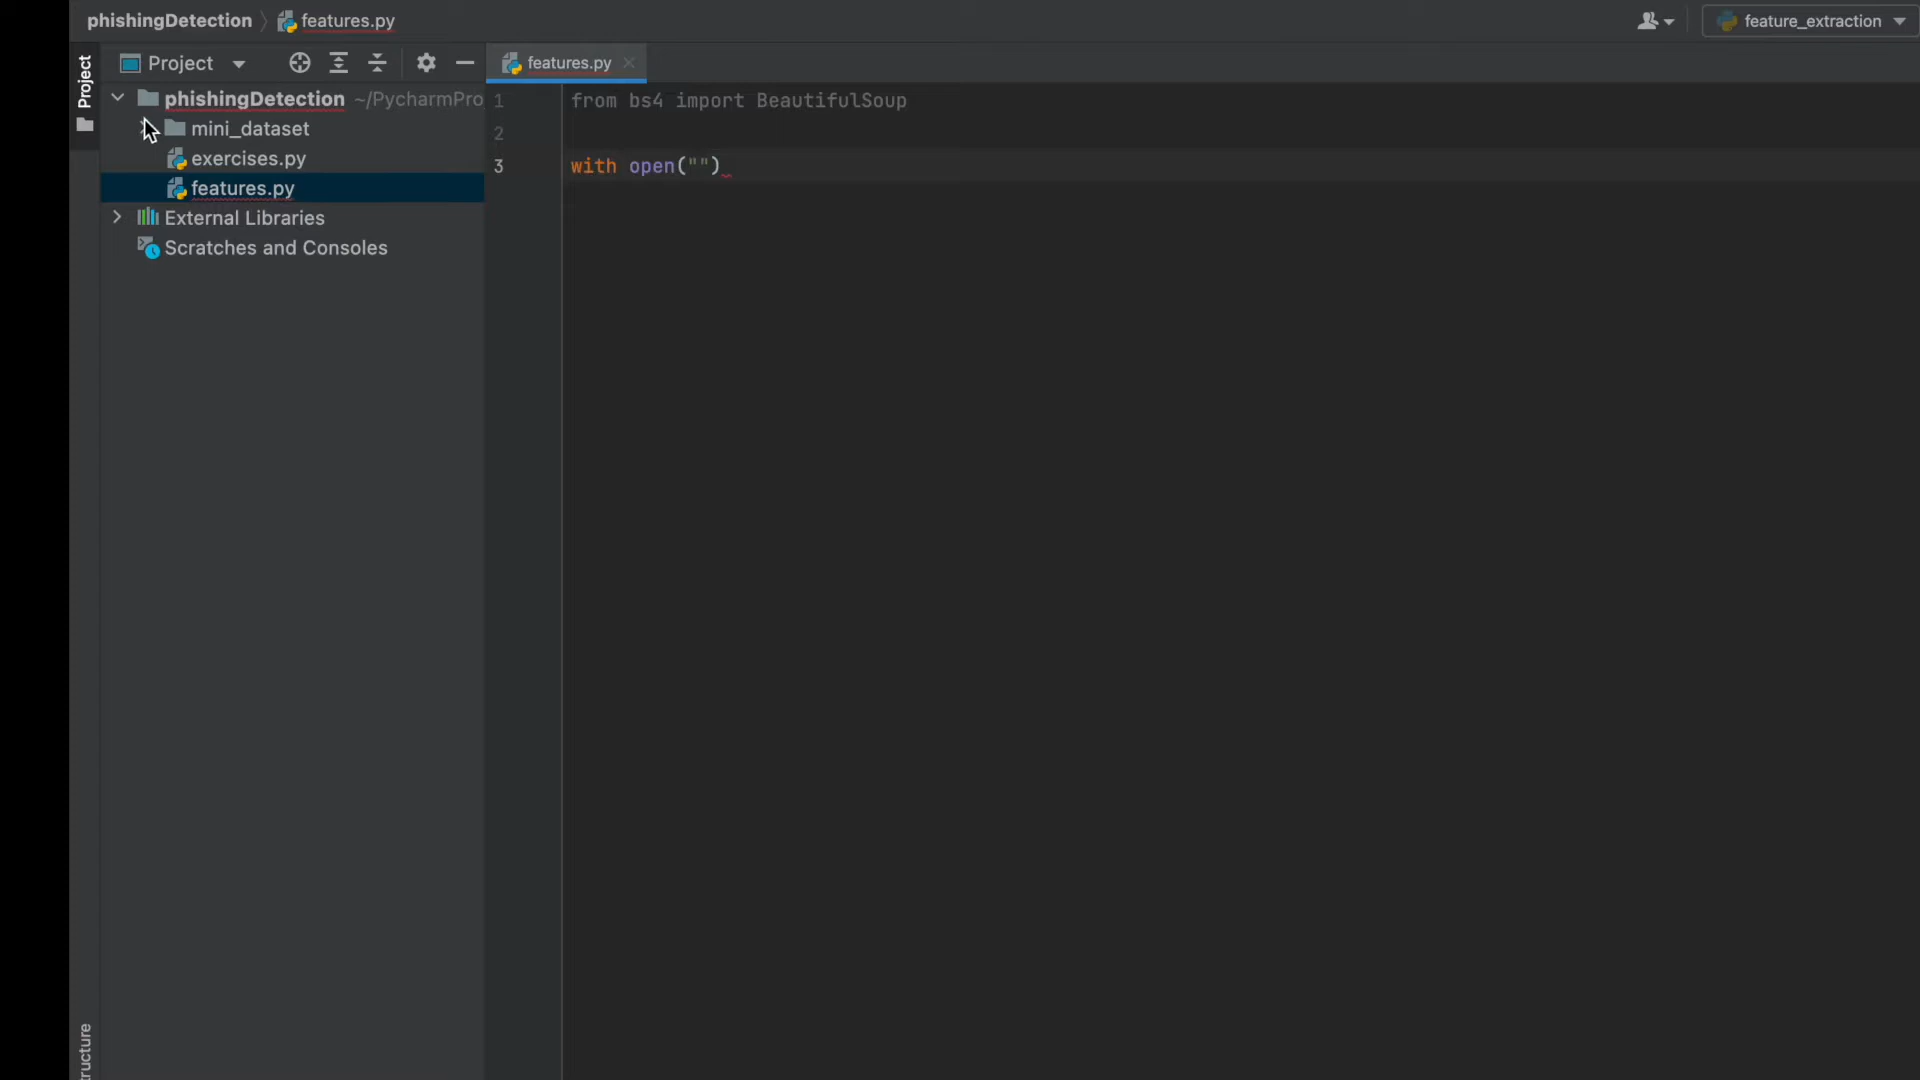 phishingDetection features.py feature_extraction
Project
Project features.py
phishingDetection ~/PycharmPro
mini_dataset
exercises.py
features.py
External Libraries
Scratches and Consoles
1 from bs4 import BeautifulSoup
2
3 with open("")
ructure